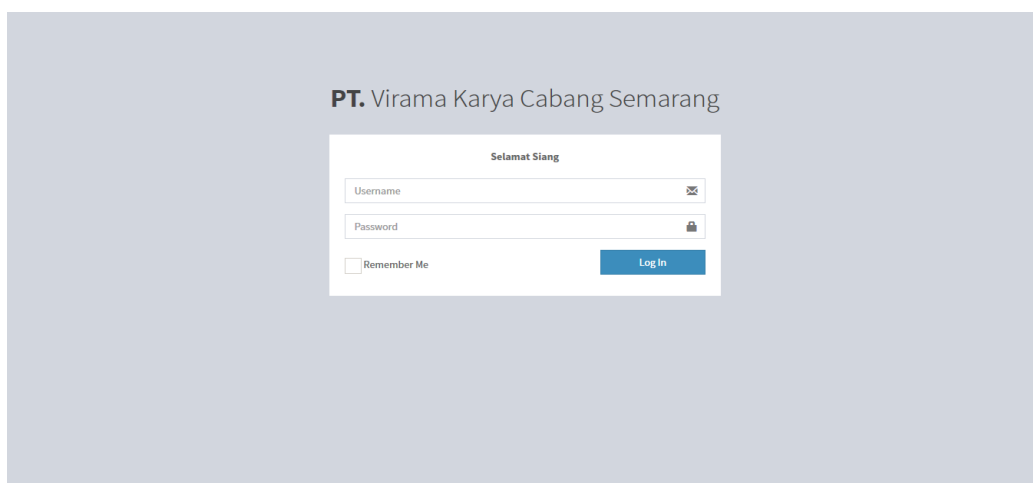 PT. Virama Karya Cabang Semarang
Selamat Siang
Username
Password
Remember Me
Log In